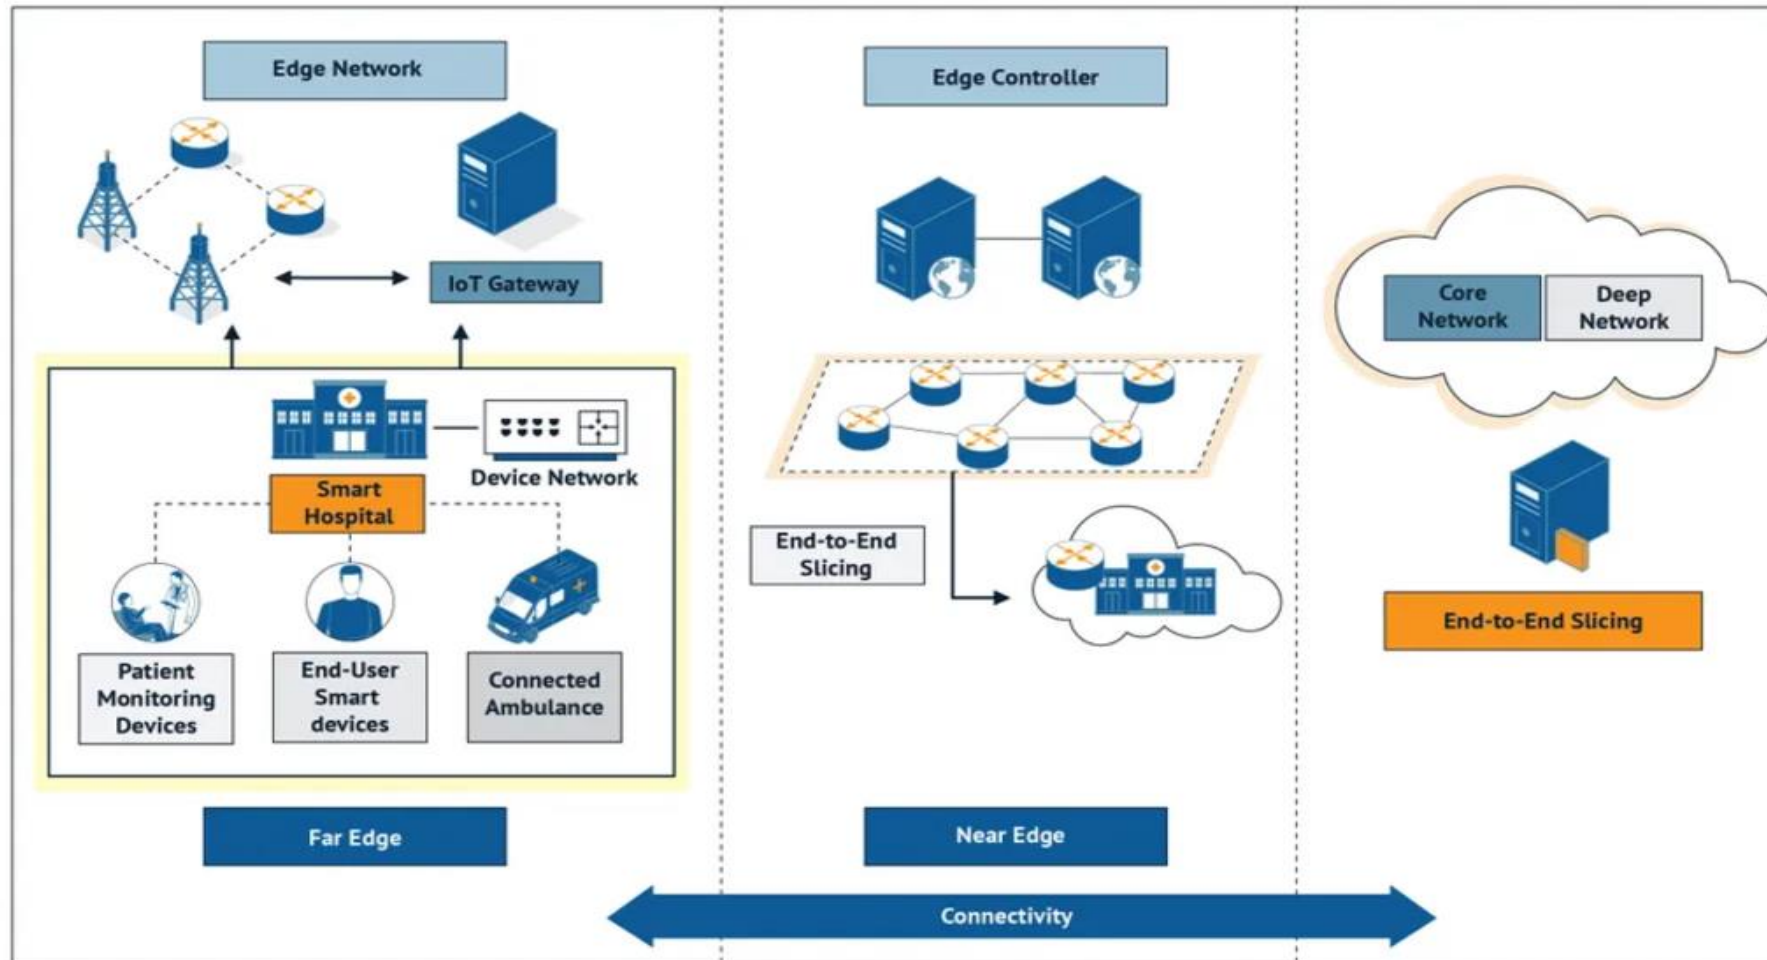 Edge Network
IoT Gateway
Device Network
Smart
Hospital
Patient
Monitoring
Devices
End-User
Smart
devices
Connected
Ambulance
Far Edge
Edge Controller
End-to-End
Slicing
Near Edge
Core
Network
Deep
Network
End-to-End Slicing
Connectivity